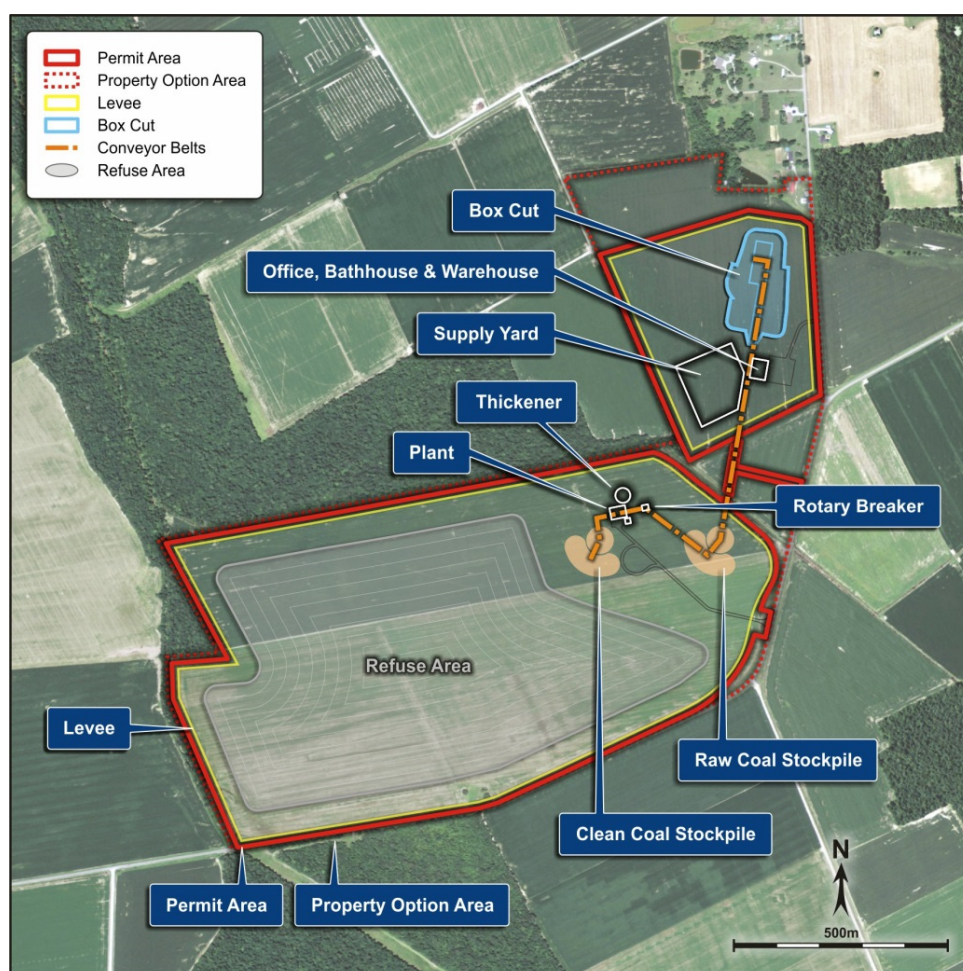 Permit Area
Property Option Area
Levee
Box Cut
Conveyor Belts
Refuse Area
Box Cut
Office, Bathhouse & Warehouse
Supply Yard
Thickener
Plant
Rotary Breaker
Refuse Area
Levee
Raw Coal Stockpile
Clean Coal Stockpile
Permit Area
Property Option Area
N
500m